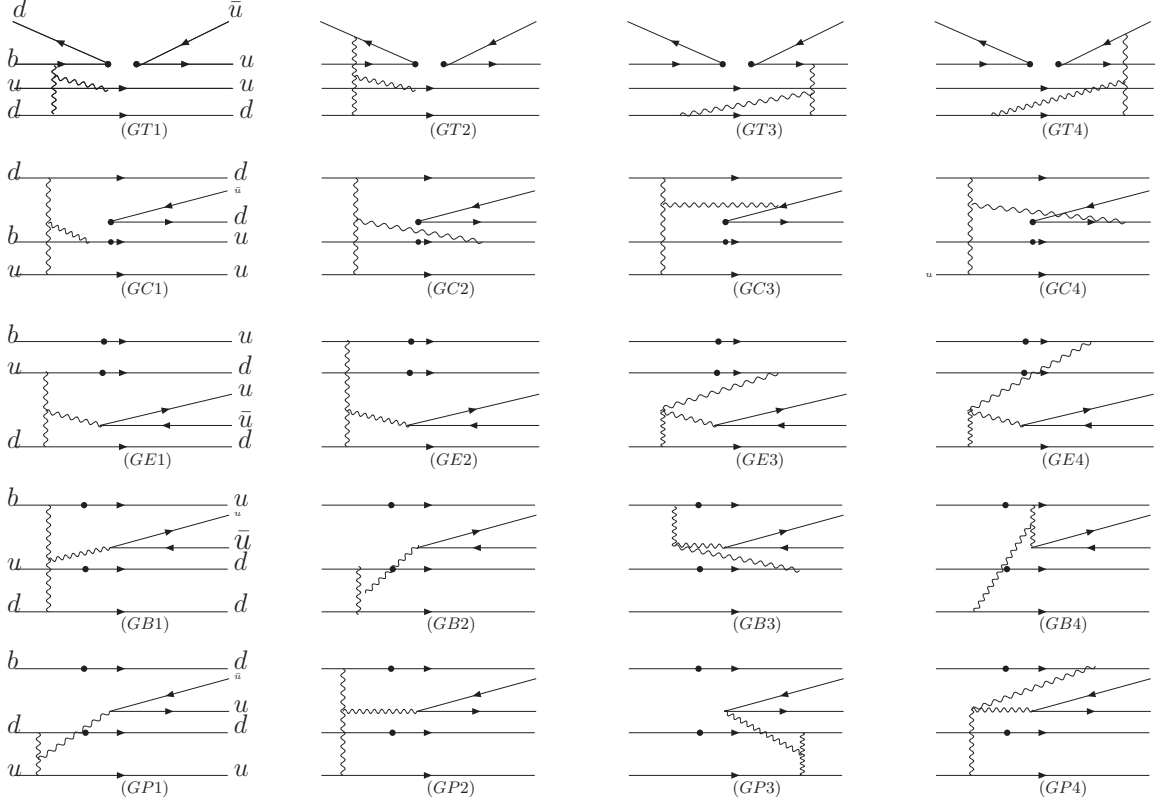 d ū
b u
u u
d d
(GT1) (GT2) (GT3) (GT4)
d d
ū
d
b u
u u u
(GC1) (GC2) (GC3) (GC4)
b u
u d
u
ū
d d
(GE1) (GE2) (GE3) (GE4)
b u
u
ū
u d
d d
(GB1) (GB2) (GB3) (GB4)
b d
ū
u
d d
u u
(GP1) (GP2) (GP3) (GP4)